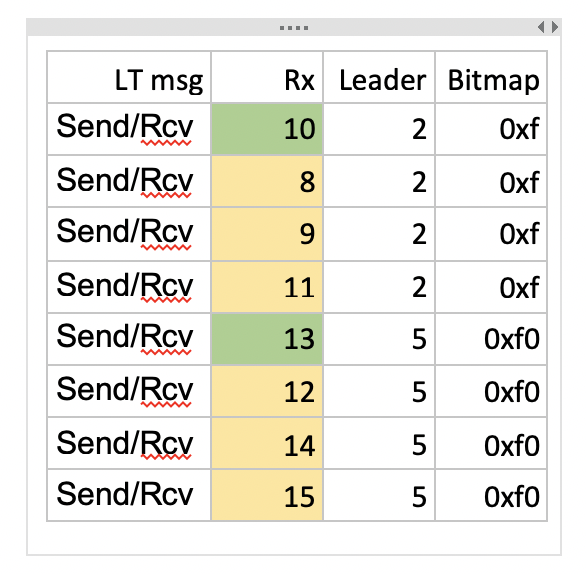 LT msg Rx Leader Bitmap
Send/Rcv 10 2 0xf
Send/Rcv 8 2 0xf
Send/Rcv 9 2 0xf
Send/Rcv 11 2 0xf
Send/Rcv 13 5 0xf0
Send/Rcv 12 5 0xf0
Send/Rcv 14 5 0xf0
Send/Rcv 15 5 0xf0